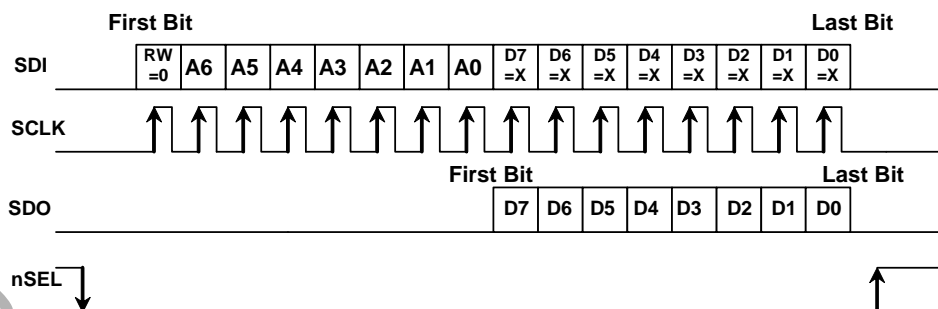 First Bit Last Bit
SDI RW =0 A6 A5 A4 A3 A2 A1 A0 D7 =X D6 =X D5 =X D4 =X D3 =X D2 =X D1 =X D0 =X
SCLK
First Bit Last Bit
SDO D7 D6 D5 D4 D3 D2 D1 D0
nSEL